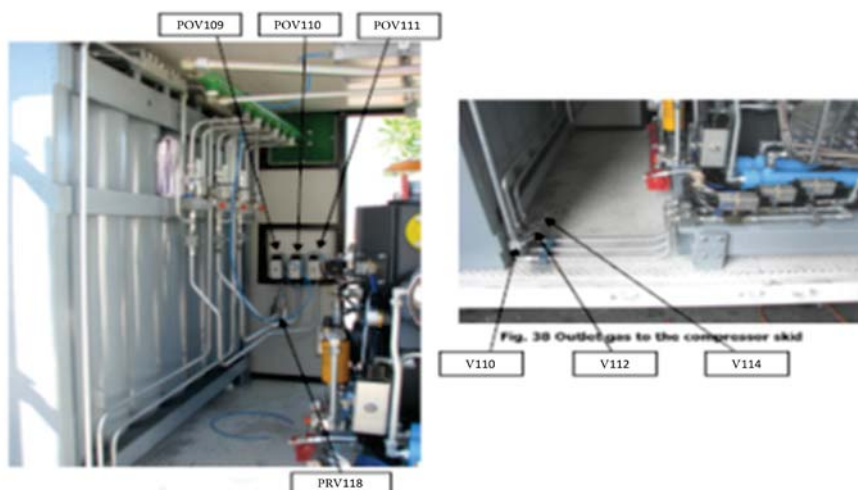 POV109 POV110 POV111
Fig. 38 Outlet gas to the compressor skid
V110 V112 V114
PRV118